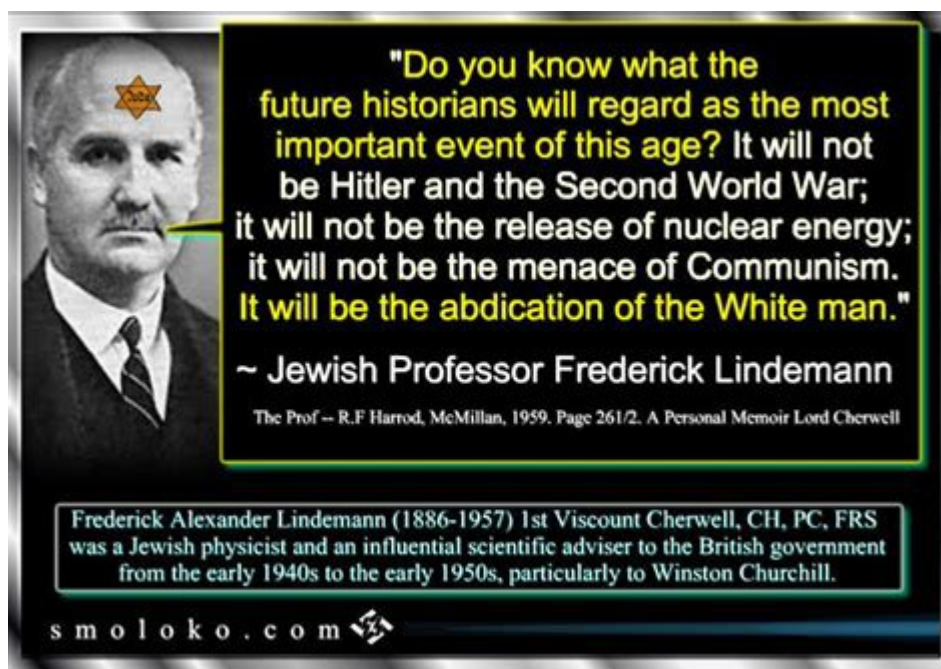 Jude
"Do you know what the
future historians will regard as the most
important event of this age? It will not
be Hitler and the Second World War;
it will not be the release of nuclear energy;
it will not be the menace of Communism.
It will be the abdication of the White man."
~ Jewish Professor Frederick Lindemann
The Prof -- R.F Harrod, McMillan, 1959. Page 261/2. A Personal Memoir Lord Cherwell
Frederick Alexander Lindemann (1886-1957) 1st Viscount Cherwell, CH, PC, FRS
was a Jewish physicist and an influential scientific adviser to the British government
from the early 1940s to the early 1950s, particularly to Winston Churchill.
smoloko.com